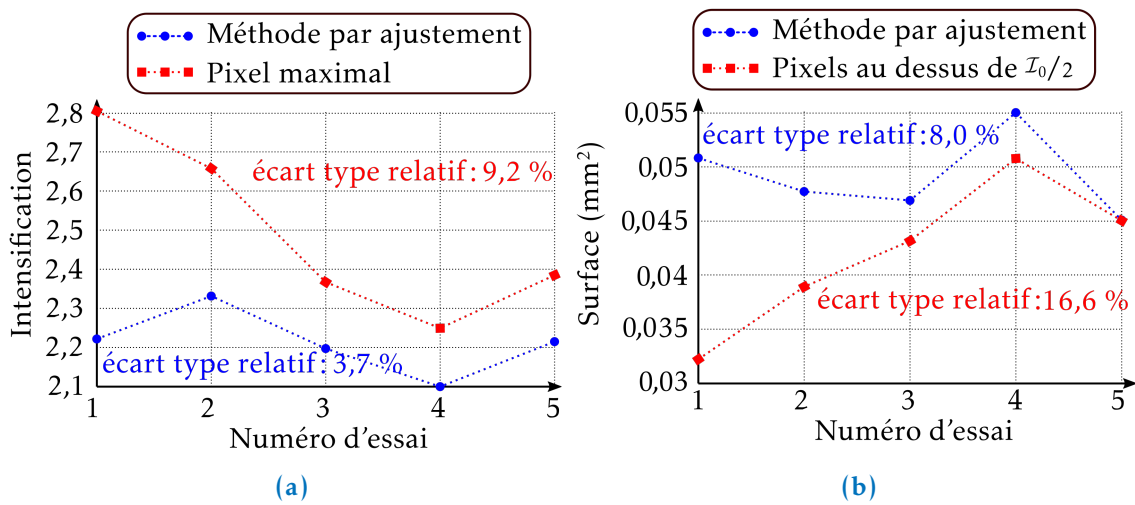 Méthode par ajustement
Pixel maximal
Intensification
2,8
2,7
2,6
2,5
2,4
2,3
2,2
2,1
écart type relatif: 9,2 %
écart type relatif: 3,7 %
1 2 3 4 5
Numéro d'essai
(a)
Méthode par ajustement
Pixels au dessus de ℐ₀/2
Surface (mm²)
0,055
0,05
0,045
0,04
0,035
0,03
écart type relatif:8,0 %
écart type relatif:16,6 %
1 2 3 4 5
Numéro d'essai
(b)